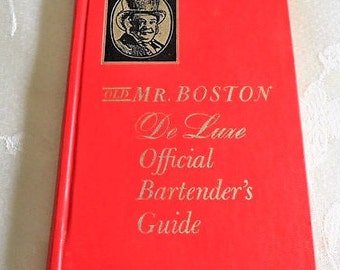 OLD MR. BOSTON
De Luxe
Official
Bartender's
Guide